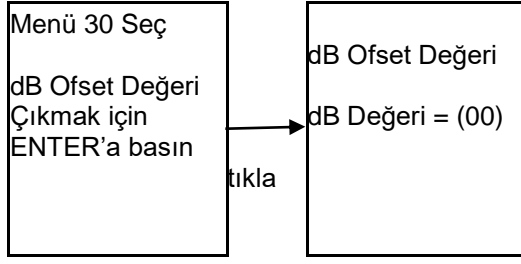 Menü 30 Seç
dB Ofset Değeri
Çıkmak için
ENTER’a basın
tıkla
dB Ofset Değeri
dB Değeri = (00)